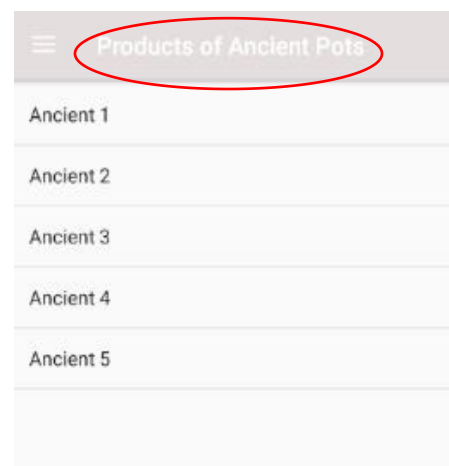 Products of Ancient Pots
Ancient 1
Ancient 2
Ancient 3
Ancient 4
Ancient 5